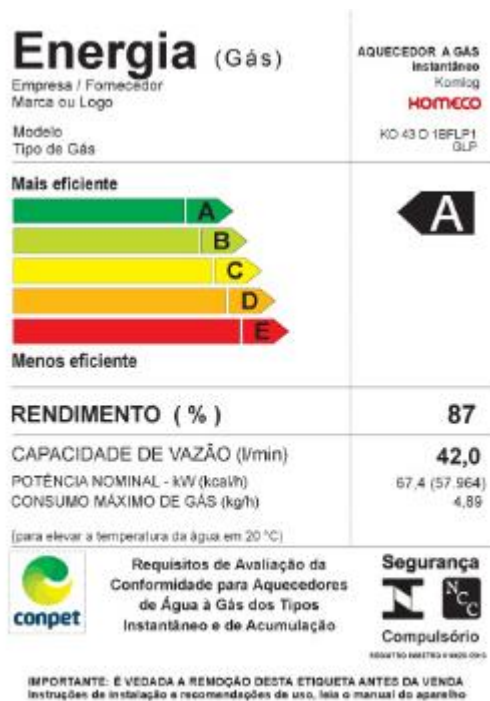 Energia (Gás)
AQUECEDOR A GÁS
Instantâneo
Empresa / Fornecedor
Komlog
Marca ou Logo
KOMECO
Modelo
KO 43 D 1BFLP1
Tipo de Gás
GLP
Mais eficiente
A
A
B
C
D
E
Menos eficiente
RENDIMENTO ( % )
87
CAPACIDADE DE VAZÃO (l/min)
42,0
POTÊNCIA NOMINAL - kW (kcal/h)
67,4 (57.964)
CONSUMO MÁXIMO DE GÁS (kg/h)
4,89
(para elevar a temperatura da água em 20 °C)
conpet
Requisitos de Avaliação da
Conformidade para Aquecedores
de Água à Gás dos Tipos
Instantâneo e de Acumulação
Segurança
NCC
Compulsório
IMPORTANTE: É VEDADA A REMOÇÃO DESTA ETIQUETA ANTES DA VENDA
Instruções de instalação e recomendações de uso, leia o manual do aparelho